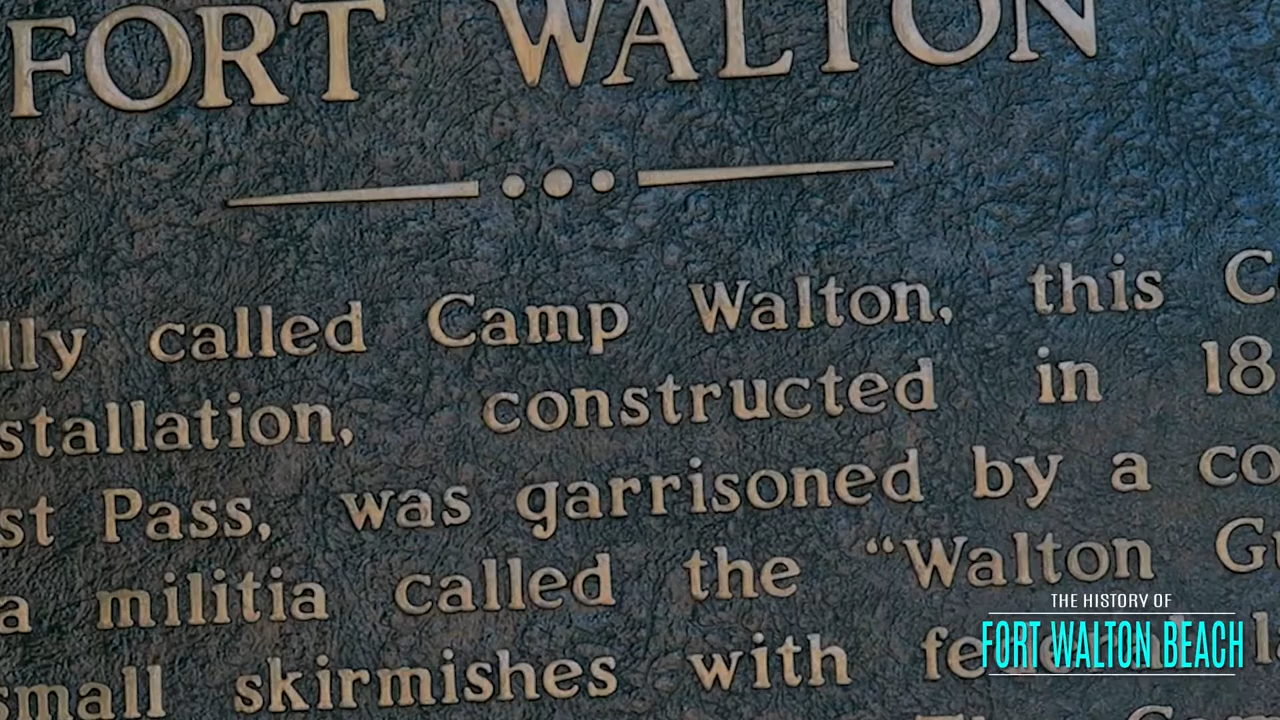 FORT WALTON
lly called Camp Walton, this C
stallation, constructed in 18
st Pass, was garrisoned by a co
a militia called the “Walton Gu
small skirmishes with
THE HISTORY OF
FORT WALTON BEACH